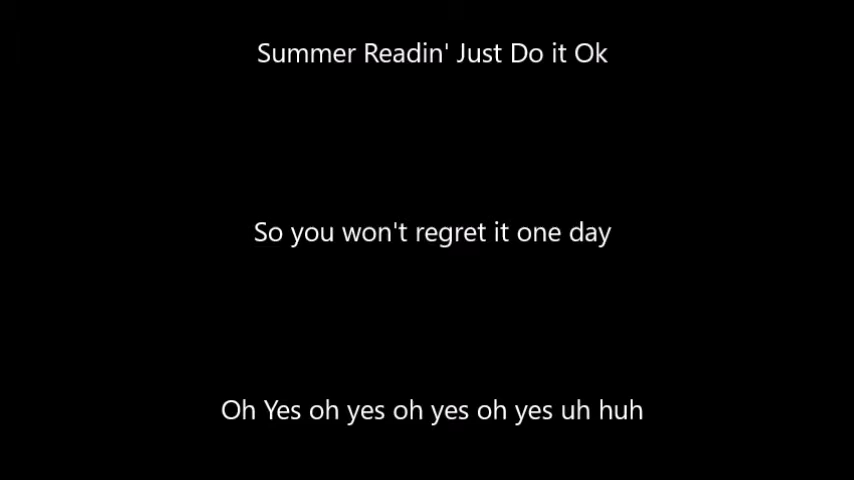 Summer Readin' Just Do it Ok
So you won't regret it one day
Oh Yes oh yes oh yes oh yes uh huh